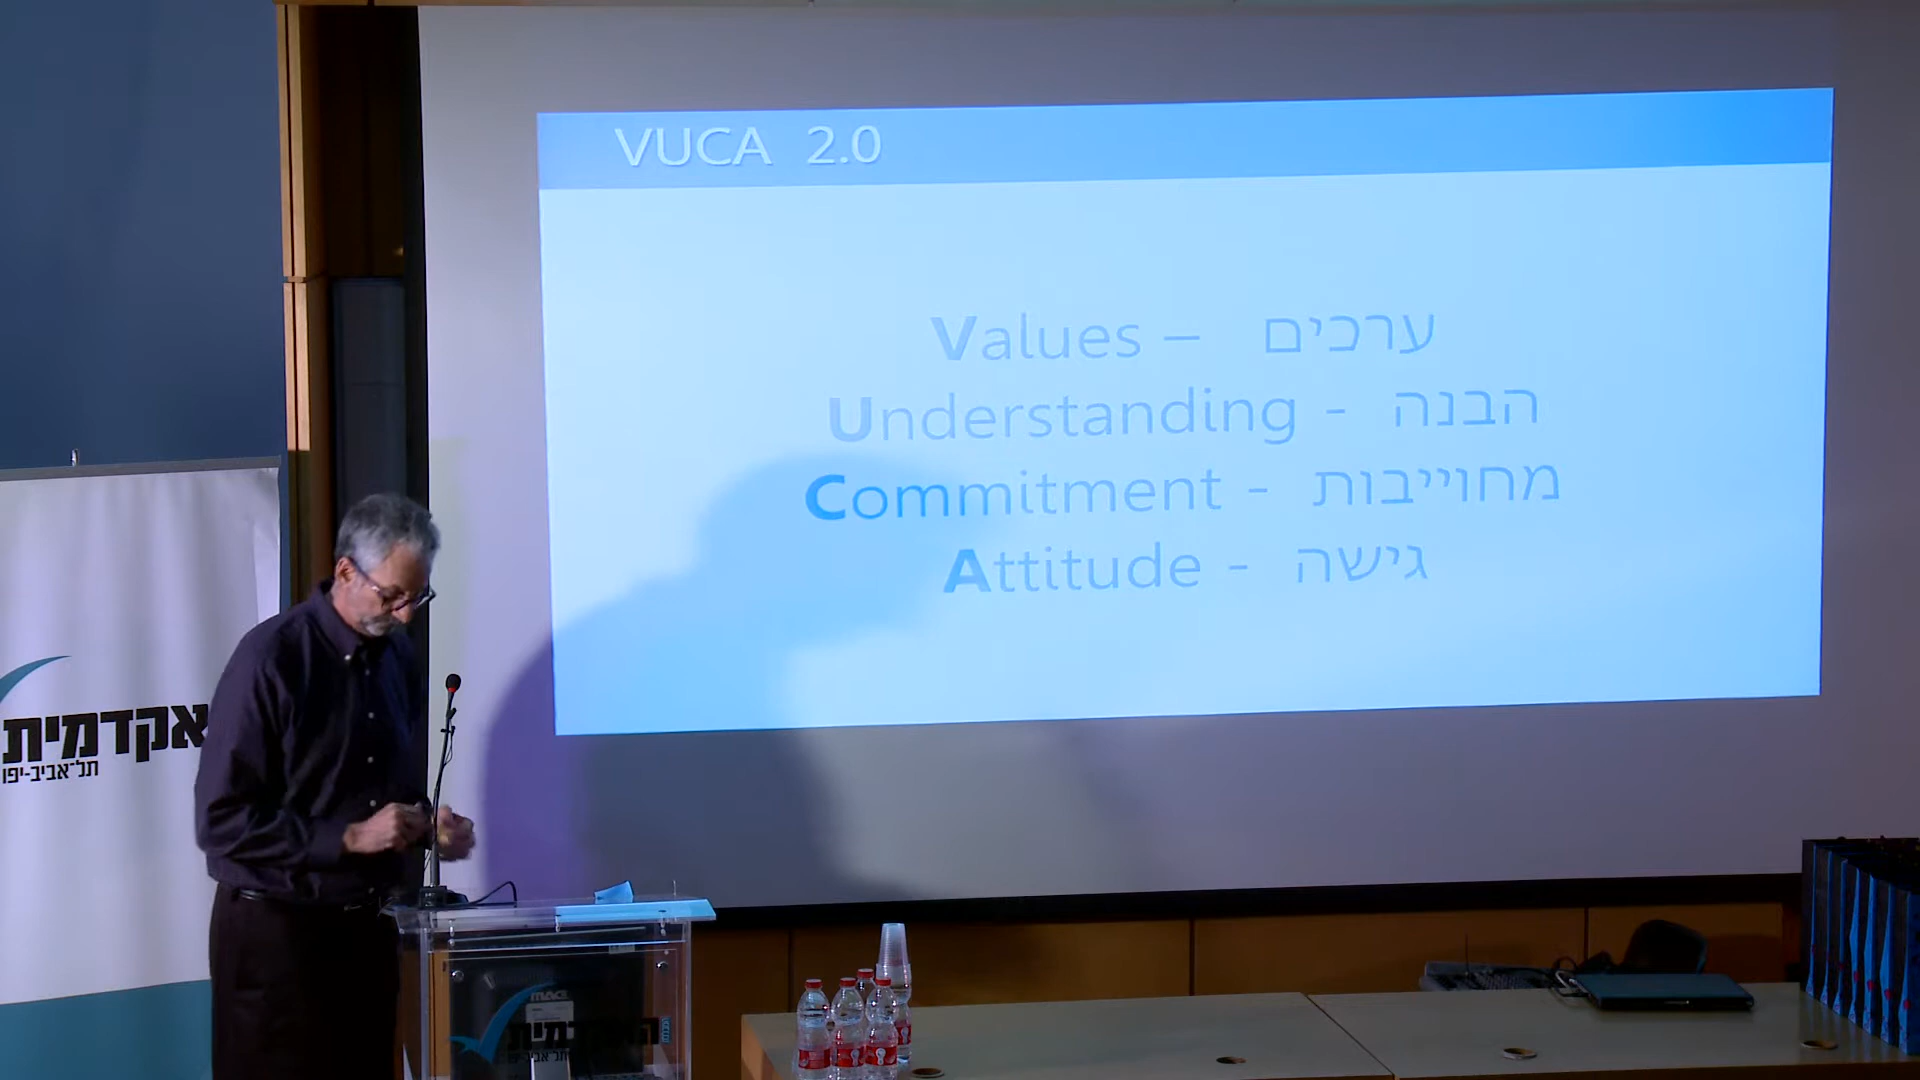 VUCA 2.0
Values – ערכים
Understanding - הבנה
Commitment - מחוייבות
Attitude - גישה
אקדמית
תל־אביב-יפו